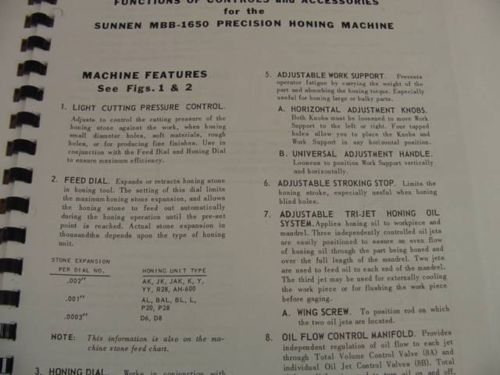 FUNCTIONS OF CONTROLS and ACCESSORIES
for the
SUNNEN MBB-1650 PRECISION HONING MACHINE
MACHINE FEATURES
See Figs. 1 & 2
1. LIGHT CUTTING PRESSURE CONTROL.
Adjusts to control the cutting pressure of the
honing stone against the work, when honing
small diameter holes, soft materials, rough
holes, or for producing fine finishes. Use in
conjunction with the Feed Dial and Honing Dial
to ensure maximum efficiency.
2. FEED DIAL. Expands or retracts honing stone
in honing tool. The setting of this dial limits
the maximum honing stone expansion, and allows
the honing stone to feed out automatically
during the honing operation until the pre-set
point is reached. Actual stone expansion in
thousandths depends upon the type of honing
unit.
STONE EXPANSION
PER DIAL NO. HONING UNIT TYPE
.002" AK, JK, JAK, K, Y,
YY, R28, AN-600
.001" AL, BAL, BL, L,
P20, P28
.0003" D6, D8
NOTE: This information is also on the ma-
chine stone feed chart.
3. HONING DIAL. Works in conjunction with
5. ADJUSTABLE WORK SUPPORT. Prevents
operator fatigue by carrying the weight of the
part and absorbing the honing torque. Especially
useful for honing large or bulky parts.
A. HORIZONTAL ADJUSTMENT KNOBS.
Both Knobs must be loosened to move Work
Support to the left or right. Four tapped
holes allow you to place the Knobs and
Work Support in any horizontal position.
B. UNIVERSAL ADJUSTMENT HANDLE.
Loosens to position Work Support vertically
and horizontally.
6. ADJUSTABLE STROKING STOP. Limits the
honing stroke, especially useful when honing
blind holes.
7. ADJUSTABLE TRI-JET HONING OIL
SYSTEM. Applies honing oil to workpiece and
mandrel. Three independently controlled oil jets
are easily positioned to assure an even flow
of honing oil through the part being honed and
over the full length of the mandrel. Two jets
are used to feed oil to each end of the mandrel.
The third jet may be used for externally cooling
the work piece or for flushing the work piece
before gaging.
A. WING SCREW. To position rod on which
the two oil jets are located.
8. OIL FLOW CONTROL MANIFOLD. Provides
independent regulation of oil flow to each jet
through Total Volume Control Valve (8A) and
individual Oil Jet Control Valves (8B). Total
to turn oil on and off,